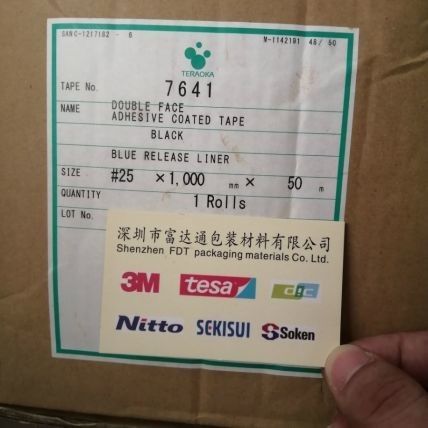 SANC-1217182 - 6
M-1142191 48/ 50
TERAOKA
TAPE No. 7641
NAME DOUBLE FACE
ADHESIVE COATED TAPE
BLACK
BLUE RELEASE LINER
SIZE #25 ×1,000 mm × 50 m
QUANTITY 1 Rolls
LOT No.
深圳市富达通包装材料有限公司
Shenzhen FDT packaging materials Co. Ltd.
3M tesa dic
Nitto SEKISUI Soken